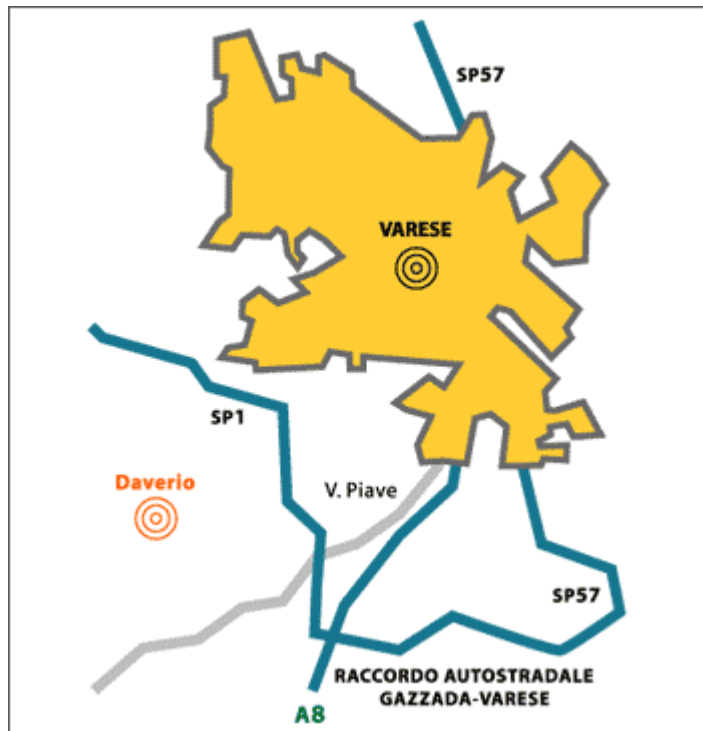 SP57
VARESE
SP1
Daverio
V. Piave
SP57
RACCORDO AUTOSTRADALE
GAZZADA-VARESE
A8